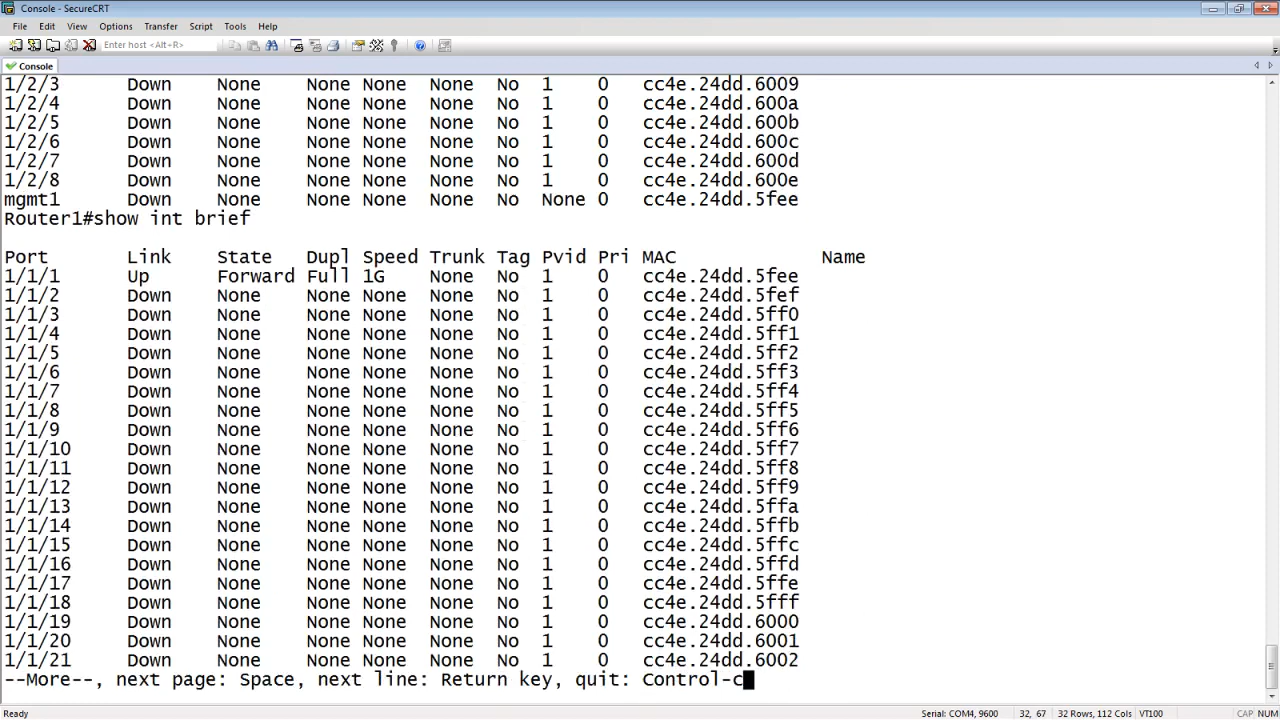 Console - SecureCRT
File Edit View Options Transfer Script Tools Help
Enter host <Alt+R>
Console
1/2/3 Down None None None None No 1 0 cc4e.24dd.6009
1/2/4 Down None None None None No 1 0 cc4e.24dd.600a
1/2/5 Down None None None None No 1 0 cc4e.24dd.600b
1/2/6 Down None None None None No 1 0 cc4e.24dd.600c
1/2/7 Down None None None None No 1 0 cc4e.24dd.600d
1/2/8 Down None None None None No 1 0 cc4e.24dd.600e
mgmt1 Down None None None None No None 0 cc4e.24dd.5fee
Router1#show int brief
Port Link State Dupl Speed Trunk Tag Pvid Pri MAC Name
1/1/1 Up Forward Full 1G None No 1 0 cc4e.24dd.5fee
1/1/2 Down None None None None No 1 0 cc4e.24dd.5fef
1/1/3 Down None None None None No 1 0 cc4e.24dd.5ff0
1/1/4 Down None None None None No 1 0 cc4e.24dd.5ff1
1/1/5 Down None None None None No 1 0 cc4e.24dd.5ff2
1/1/6 Down None None None None No 1 0 cc4e.24dd.5ff3
1/1/7 Down None None None None No 1 0 cc4e.24dd.5ff4
1/1/8 Down None None None None No 1 0 cc4e.24dd.5ff5
1/1/9 Down None None None None No 1 0 cc4e.24dd.5ff6
1/1/10 Down None None None None No 1 0 cc4e.24dd.5ff7
1/1/11 Down None None None None No 1 0 cc4e.24dd.5ff8
1/1/12 Down None None None None No 1 0 cc4e.24dd.5ff9
1/1/13 Down None None None None No 1 0 cc4e.24dd.5ffa
1/1/14 Down None None None None No 1 0 cc4e.24dd.5ffb
1/1/15 Down None None None None No 1 0 cc4e.24dd.5ffc
1/1/16 Down None None None None No 1 0 cc4e.24dd.5ffd
1/1/17 Down None None None None No 1 0 cc4e.24dd.5ffe
1/1/18 Down None None None None No 1 0 cc4e.24dd.5fff
1/1/19 Down None None None None No 1 0 cc4e.24dd.6000
1/1/20 Down None None None None No 1 0 cc4e.24dd.6001
1/1/21 Down None None None None No 1 0 cc4e.24dd.6002
--More--, next page: Space, next line: Return key, quit: Control-c
Ready Serial: COM4, 9600 32, 67 32 Rows, 112 Cols VT100 CAP NUM